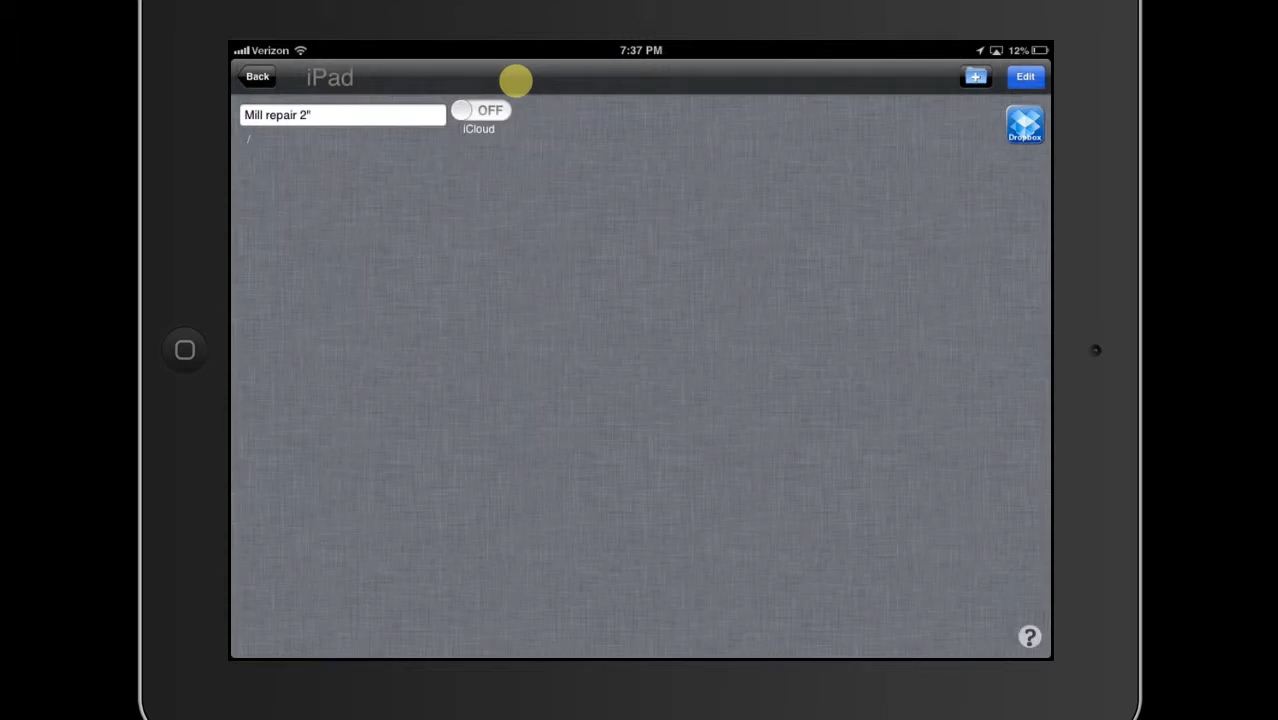 Verizon 7:37 PM 12%
Back iPad Edit
Mill repair 2" OFF
iCloud
/
Dropbox
?